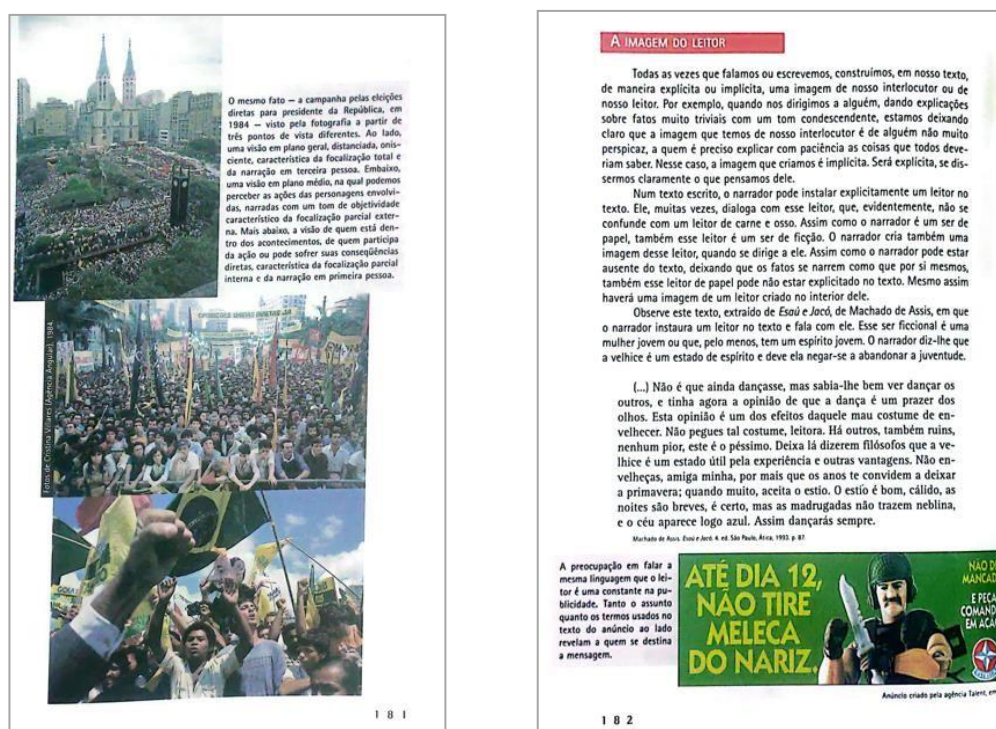 O mesmo fato — a campanha pelas eleições
diretas para presidente da República, em
1984 — visto pela fotografia a partir de
três pontos de vista diferentes. Ao lado,
uma visão em plano geral, distanciada, onis-
ciente, característica da focalização total e
da narração em terceira pessoa. Embaixo,
uma visão em plano médio, na qual podemos
perceber as ações das personagens envolvi-
das, narradas com um tom de objetividade
característico da focalização parcial exter-
na. Mais abaixo, a visão de quem está den-
tro dos acontecimentos, de quem participa
da ação ou pode sofrer suas conseqüências
diretas, característica da focalização parcial
interna e da narração em primeira pessoa.
Fotos de Cristina Villares (Agência Angular), 1984.
181
A IMAGEM DO LEITOR
Todas as vezes que falamos ou escrevemos, construímos, em nosso texto,
de maneira explícita ou implícita, uma imagem de nosso interlocutor ou de
nosso leitor. Por exemplo, quando nos dirigimos a alguém, dando explicações
sobre fatos muito triviais com um tom condescendente, estamos deixando
claro que a imagem que temos de nosso interlocutor é de alguém não muito
perspicaz, a quem é preciso explicar com paciência as coisas que todos deve-
riam saber. Nesse caso, a imagem que criamos é implícita. Será explícita, se dis-
sermos claramente o que pensamos dele.
Num texto escrito, o narrador pode instalar explicitamente um leitor no
texto. Ele, muitas vezes, dialoga com esse leitor, que, evidentemente, não se
confunde com um leitor de carne e osso. Assim como o narrador é um ser de
papel, também esse leitor é um ser de ficção. O narrador cria também uma
imagem desse leitor, quando se dirige a ele. Assim como o narrador pode estar
ausente do texto, deixando que os fatos se narrem como que por si mesmos,
também esse leitor de papel pode não estar explicitado no texto. Mesmo assim
haverá uma imagem de um leitor criado no interior dele.
Observe este texto, extraído de Esaú e Jacó, de Machado de Assis, em que
o narrador instaura um leitor no texto e fala com ele. Esse ser ficcional é uma
mulher jovem ou que, pelo menos, tem um espírito jovem. O narrador diz-lhe que
a velhice é um estado de espírito e deve ela negar-se a abandonar a juventude.
(...) Não é que ainda dançasse, mas sabia-lhe bem ver dançar os
outros, e tinha agora a opinião de que a dança é um prazer dos
olhos. Esta opinião é um dos efeitos daquele mau costume de en-
velhecer. Não pegues tal costume, leitora. Há outros, também ruins,
nenhum pior, este é o péssimo. Deixa lá dizerem filósofos que a ve-
lhice é um estado útil pela experiência e outras vantagens. Não en-
velheças, amiga minha, por mais que os anos te convidem a deixar
a primavera; quando muito, aceita o estio. O estio é bom, cálido, as
noites são breves, é certo, mas as madrugadas não trazem neblina,
e o céu aparece logo azul. Assim dançarás sempre.
Machado de Assis. Esaú e Jacó. 4. ed. São Paulo, Ática, 1993. p. 87.
A preocupação em falar a
mesma linguagem que o lei-
tor é uma constante na pu-
blicidade. Tanto o assunto
quanto os termos usados no
texto do anúncio ao lado
revelam a quem se destina
a mensagem.
ATÉ DIA 12,
NÃO TIRE
MELECA
DO NARIZ.
NÃO
E PEÇA
EM
Anúncio criado pela agência Talent, em
182